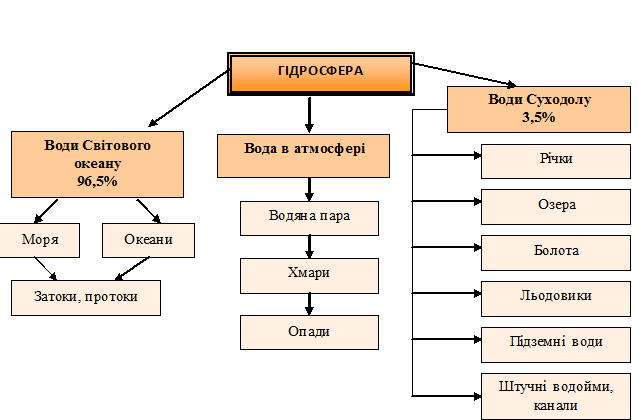 ГІДРОСФЕРА
Води Світового
океану
96,5%
Моря
Океани
Затоки, протоки
Вода в атмосфері
Водяна пара
Хмари
Опади
Води Суходолу
3,5%
Річки
Озера
Болота
Льодовики
Підземні води
Штучні водойми,
канали